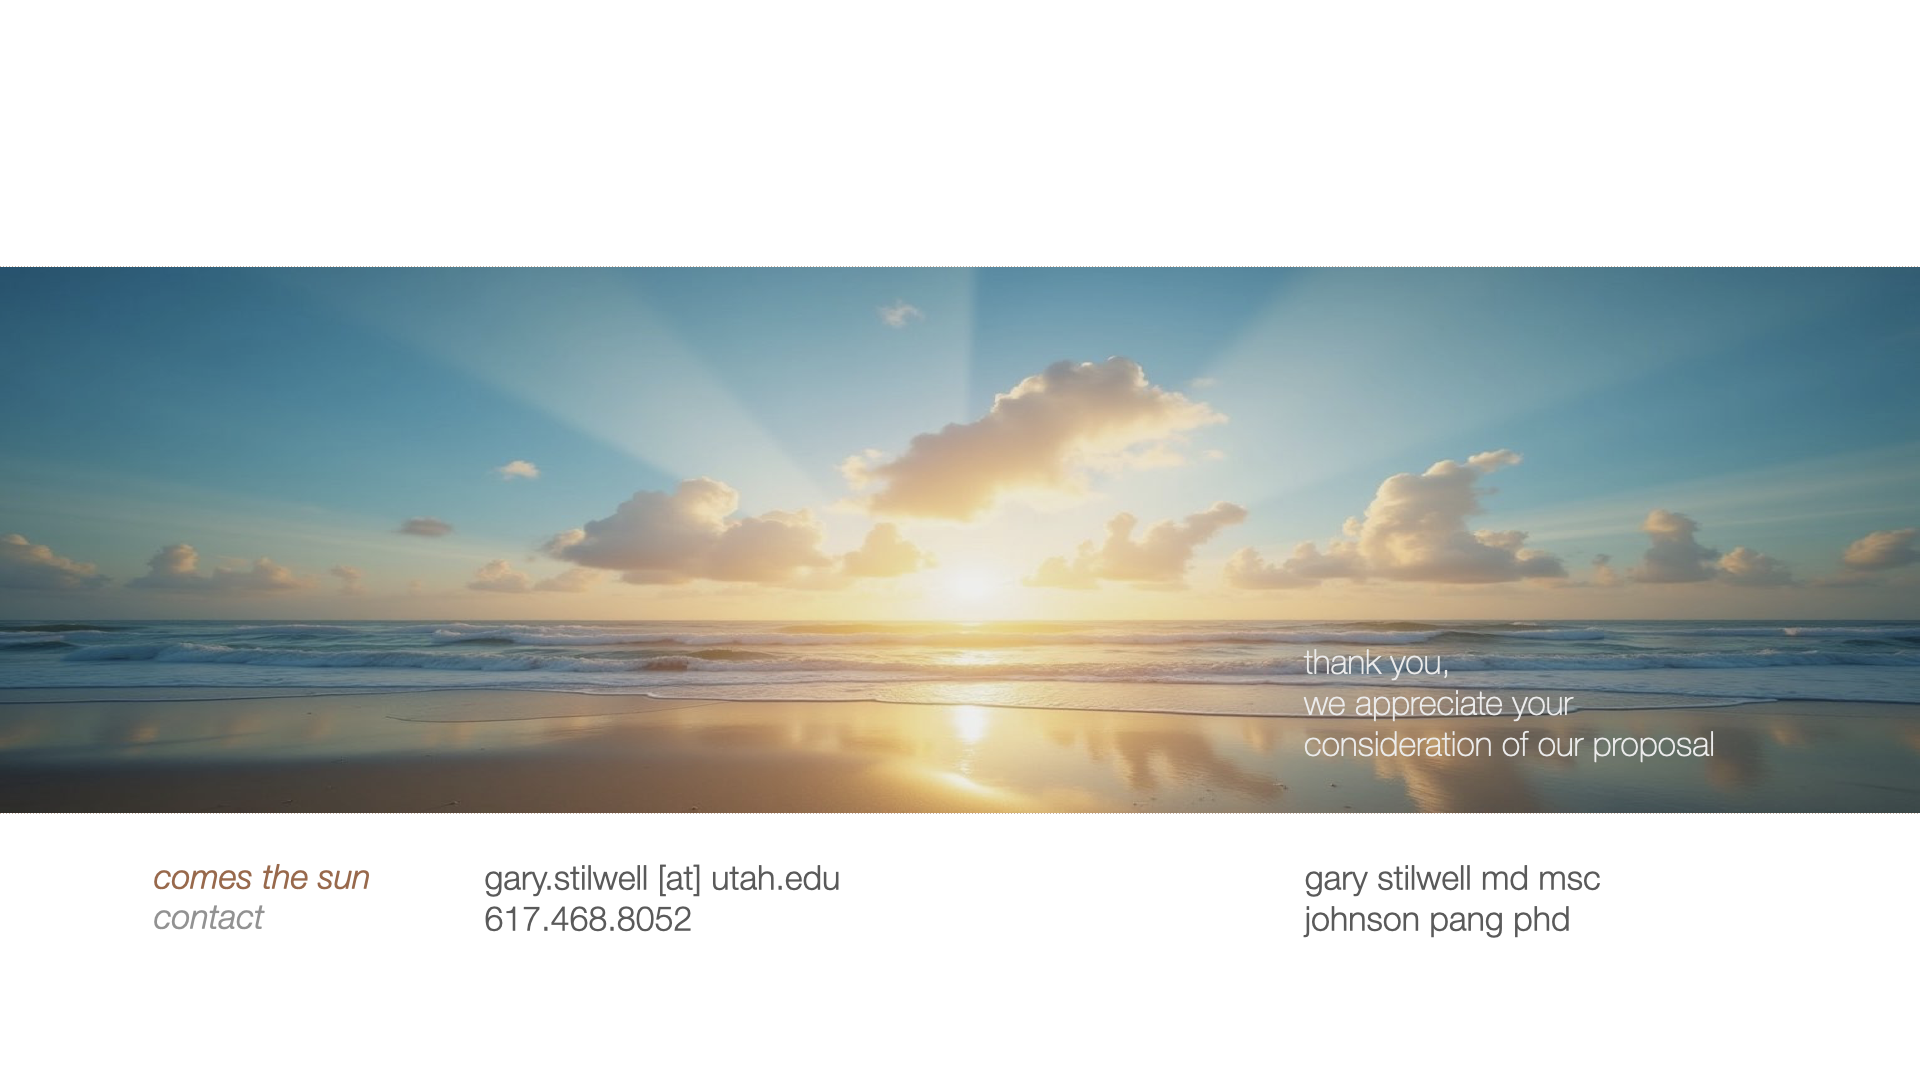 thank you,
we appreciate your
consideration of our proposal
comes the sun
contact
gary.stilwell [at] utah.edu
617.468.8052
gary stilwell md msc
johnson pang phd